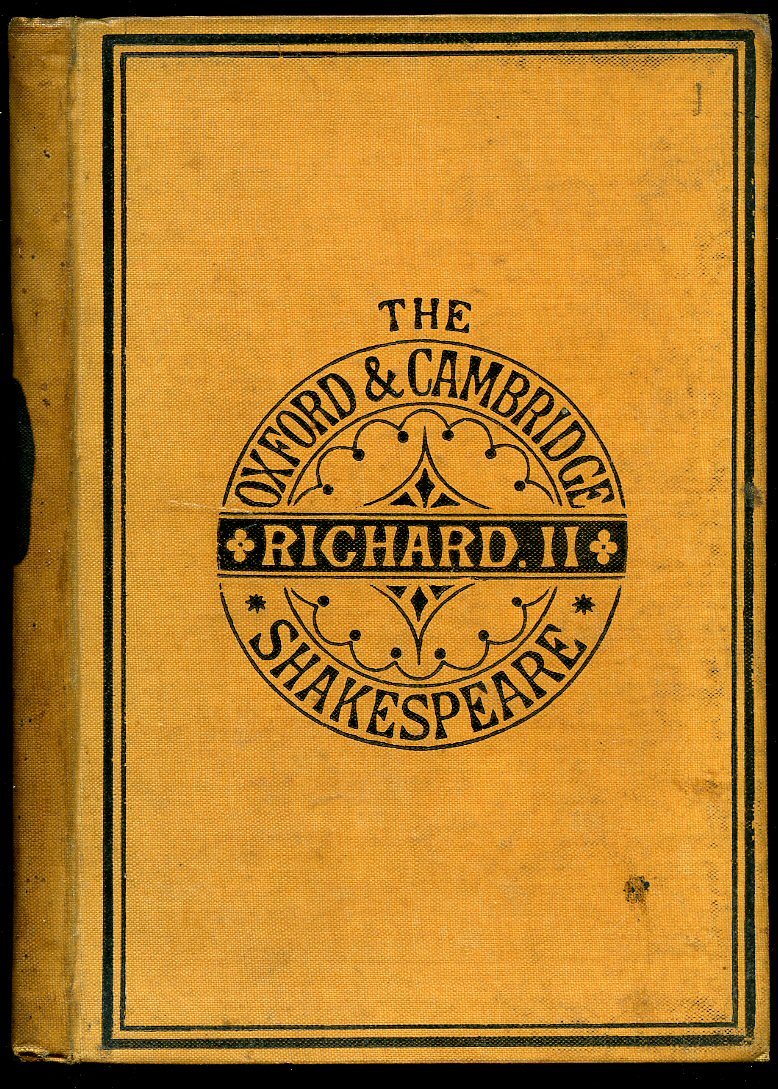 THE
OXFORD & CAMBRIDGE
RICHARD. II
SHAKESPEARE